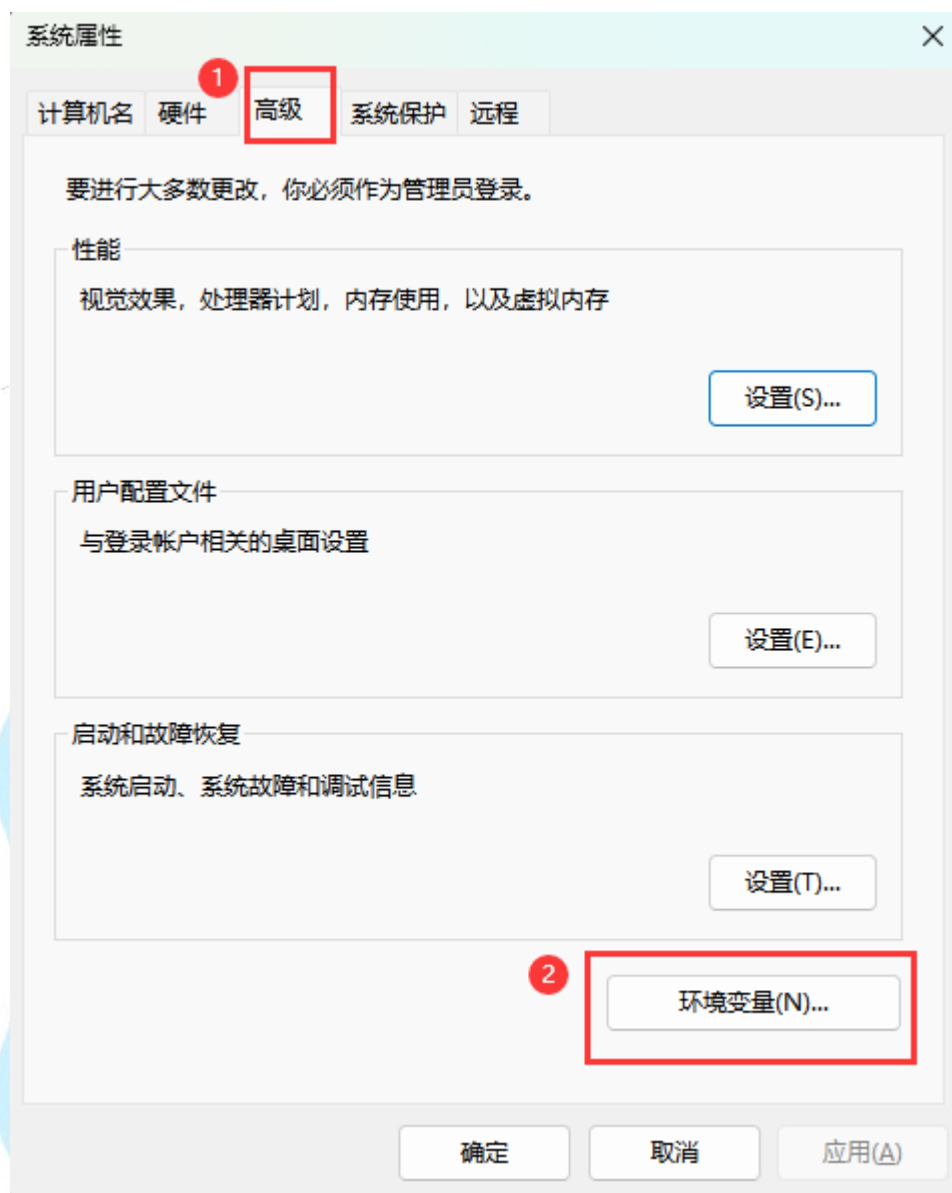 系统属性
1
计算机名 硬件 高级 系统保护 远程
要进行大多数更改，你必须作为管理员登录。
性能
视觉效果，处理器计划，内存使用，以及虚拟内存
设置(S)...
用户配置文件
与登录帐户相关的桌面设置
设置(E)...
启动和故障恢复
系统启动、系统故障和调试信息
设置(T)...
2
环境变量(N)...
确定 取消 应用(A)